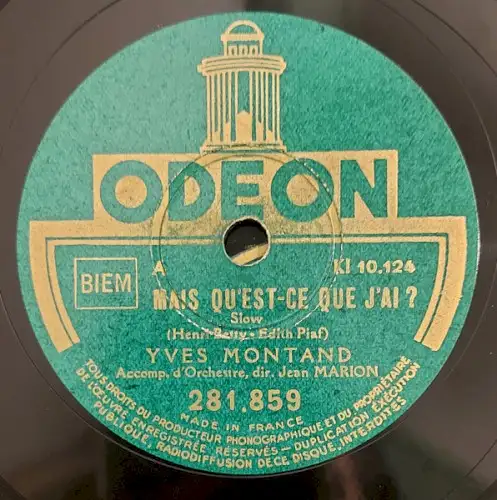 ODEON
BIEM
A
KI 10.124
MAIS QU'EST-CE QUE J'AI ?
Slow
(Henri Betty - Edith Piaf)
YVES MONTAND
Accomp. d'Orchestre, dir. Jean MARION
281.859
MADE IN FRANCE
TOUS DROITS DU PRODUCTEUR PHONOGRAPHIQUE ET DU PROPRIÉTAIRE
DE L'ŒUVRE ENREGISTRÉE RÉSERVÉS - DUPLICATION, EXÉCUTION
PUBLIQUE, RADIODIFFUSION DE CE DISQUE, INTERDITES